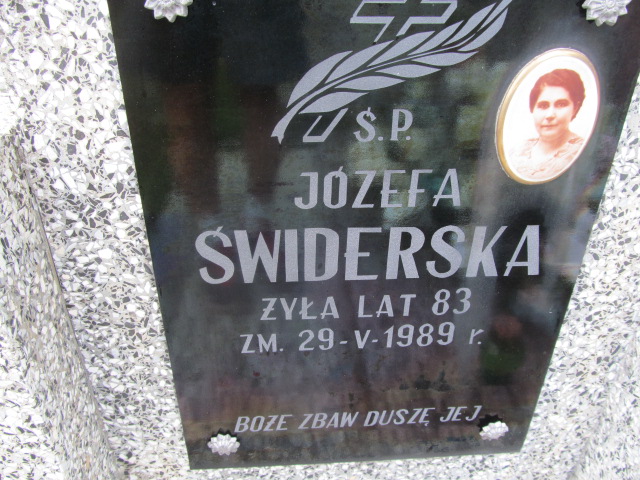 Ś.P.
JÓZEFA
ŚWIDERSKA
ŻYŁA LAT 83
ZM. 29-V-1989 r.
BOŻE ZBAW DUSZĘ JEJ